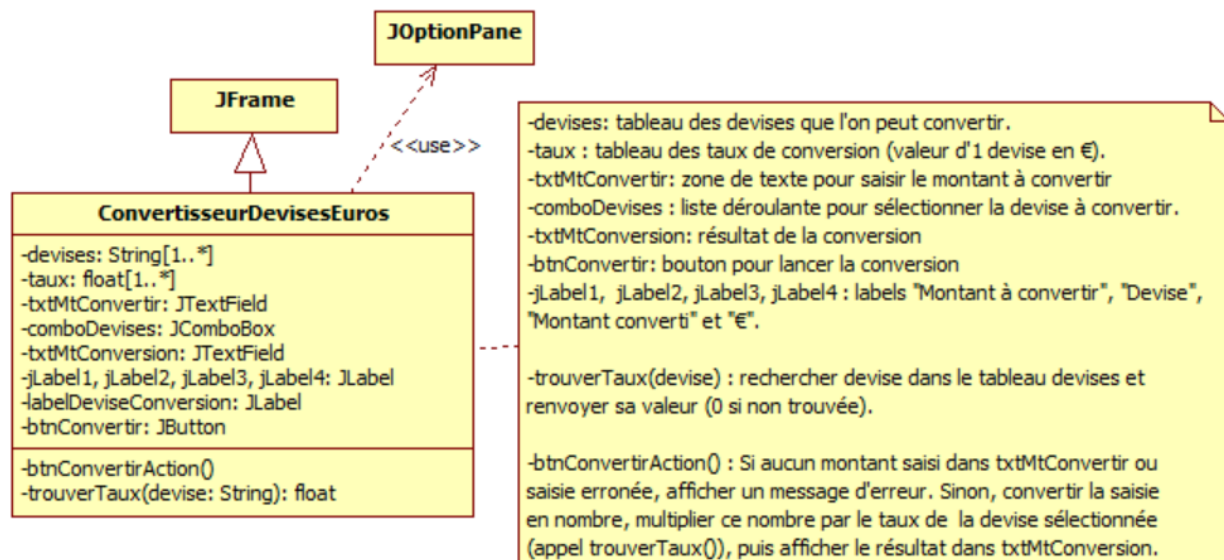 JOptionPane
JFrame
<<use>>
ConvertisseurDevisesEuros
-devises: String[1..*]
-taux: float[1..*]
-txtMtConvertir: JTextField
-comboDevises: JComboBox
-txtMtConversion: JTextField
-jLabel1, jLabel2, jLabel3, jLabel4: JLabel
-labelDeviseConversion: JLabel
-btnConvertir: JButton
-btnConvertirAction()
-trouverTaux(devise: String): float
-devises: tableau des devises que l'on peut convertir.
-taux : tableau des taux de conversion (valeur d'1 devise en €).
-txtMtConvertir: zone de texte pour saisir le montant à convertir
-comboDevises : liste déroulante pour sélectionner la devise à convertir.
-txtMtConversion: résultat de la conversion
-btnConvertir: bouton pour lancer la conversion
-jLabel1, jLabel2, jLabel3, jLabel4 : labels "Montant à convertir", "Devise",
"Montant converti" et "€".
-trouverTaux(devise) : rechercher devise dans le tableau devises et
renvoyer sa valeur (0 si non trouvée).
-btnConvertirAction() : Si aucun montant saisi dans txtMtConvertir ou
saisie erronée, afficher un message d'erreur. Sinon, convertir la saisie
en nombre, multiplier ce nombre par le taux de la devise sélectionnée
(appel trouverTaux()), puis afficher le résultat dans txtMtConversion.